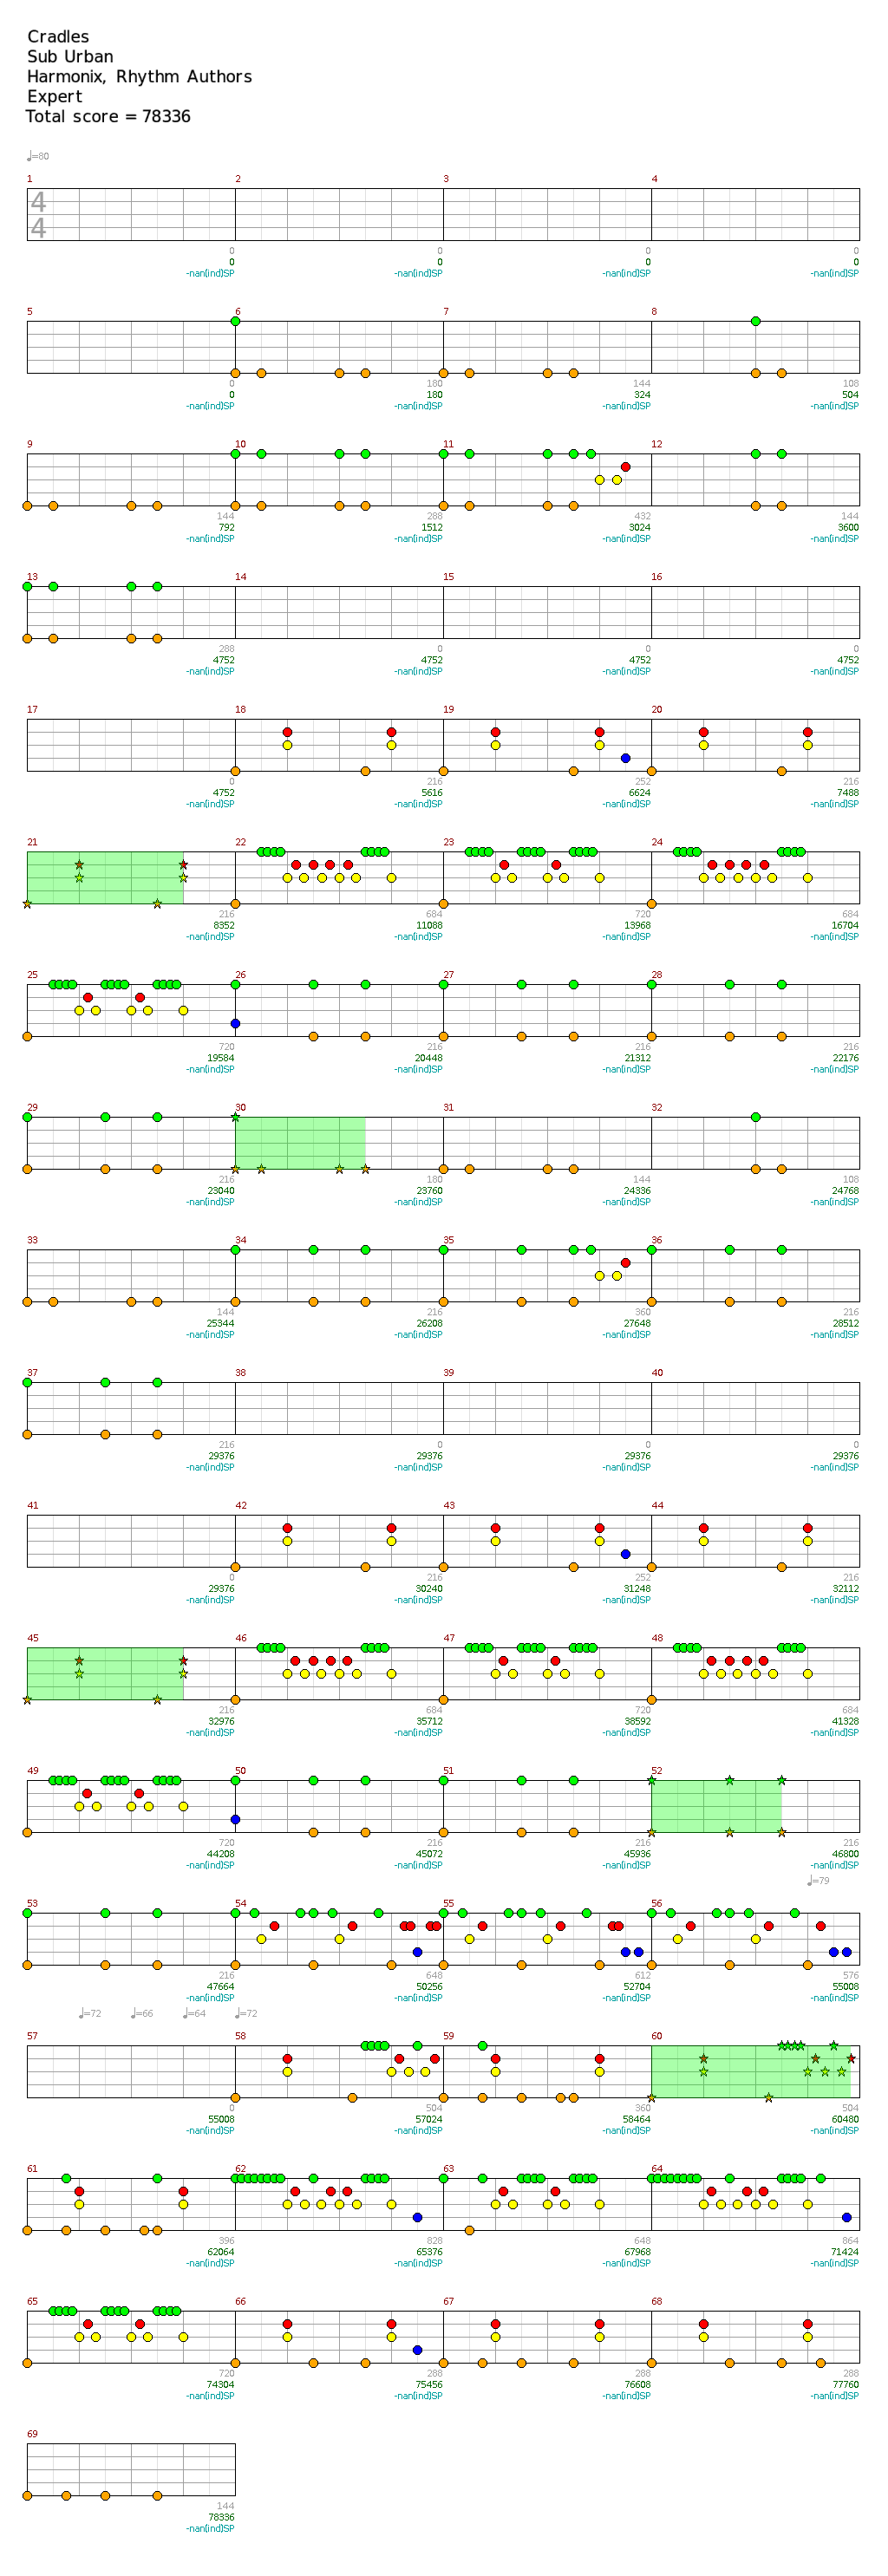 Cradles
Sub Urban
Harmonix, Rhythm Authors
Expert
Total score = 78336
♩=80
1 2 3 4
4
4
0 0 0 0
0 0 0 0
-nan(ind)SP -nan(ind)SP -nan(ind)SP -nan(ind)SP
5 6 7 8
0 180 144 108
0 180 324 504
-nan(ind)SP -nan(ind)SP -nan(ind)SP -nan(ind)SP
9 10 11 12
144 288 432 144
792 1512 3024 3600
-nan(ind)SP -nan(ind)SP -nan(ind)SP -nan(ind)SP
13 14 15 16
288 0 0 0
4752 4752 4752 4752
-nan(ind)SP -nan(ind)SP -nan(ind)SP -nan(ind)SP
17 18 19 20
0 216 252 216
4752 5616 6624 7488
-nan(ind)SP -nan(ind)SP -nan(ind)SP -nan(ind)SP
21 22 23 24
216 684 720 684
8352 11088 13968 16704
-nan(ind)SP -nan(ind)SP -nan(ind)SP -nan(ind)SP
25 26 27 28
720 216 216 216
19584 20448 21312 22176
-nan(ind)SP -nan(ind)SP -nan(ind)SP -nan(ind)SP
29 30 31 32
216 180 144 108
23040 23760 24336 24768
-nan(ind)SP -nan(ind)SP -nan(ind)SP -nan(ind)SP
33 34 35 36
144 216 360 216
25344 26208 27648 28512
-nan(ind)SP -nan(ind)SP -nan(ind)SP -nan(ind)SP
37 38 39 40
216 0 0 0
29376 29376 29376 29376
-nan(ind)SP -nan(ind)SP -nan(ind)SP -nan(ind)SP
41 42 43 44
0 216 252 216
29376 30240 31248 32112
-nan(ind)SP -nan(ind)SP -nan(ind)SP -nan(ind)SP
45 46 47 48
216 684 720 684
32976 35712 38592 41328
-nan(ind)SP -nan(ind)SP -nan(ind)SP -nan(ind)SP
49 50 51 52
720 216 216 216
44208 45072 45936 46800
-nan(ind)SP -nan(ind)SP -nan(ind)SP -nan(ind)SP
♩=79
53 54 55 56
216 648 612 576
47664 50256 52704 55008
-nan(ind)SP -nan(ind)SP -nan(ind)SP -nan(ind)SP
♩=72 ♩=66 ♩=64 ♩=72
57 58 59 60
0 504 360 504
55008 57024 58464 60480
-nan(ind)SP -nan(ind)SP -nan(ind)SP -nan(ind)SP
61 62 63 64
396 828 648 864
62064 65376 67968 71424
-nan(ind)SP -nan(ind)SP -nan(ind)SP -nan(ind)SP
65 66 67 68
720 288 288 288
74304 75456 76608 77760
-nan(ind)SP -nan(ind)SP -nan(ind)SP -nan(ind)SP
69
144
78336
-nan(ind)SP